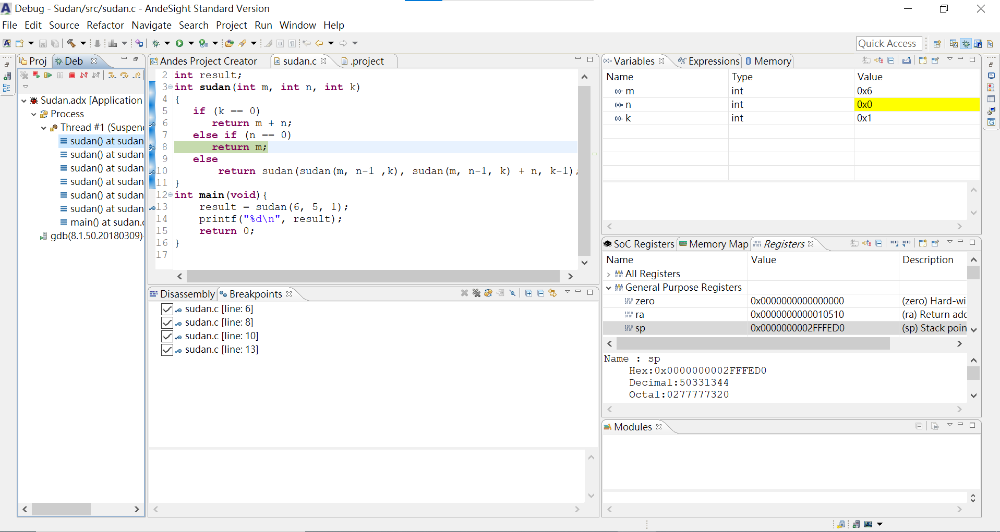 Debug - Sudan/src/sudan.c - AndeSight Standard Version
File Edit Source Refactor Navigate Search Project Run Window Help
Quick Access
Proj Deb
Sudan.adx [Application
Process
Thread #1 (Suspen
sudan() at sudan
sudan() at sudan
sudan() at sudan
sudan() at sudan
sudan() at sudan
sudan() at sudan
main() at sudan.c
gdb(8.1.50.20180309)
Andes Project Creator sudan.c .project
2 int result;
3 int sudan(int m, int n, int k)
4 {
5 if (k == 0)
6 return m + n;
7 else if (n == 0)
8 return m;
9 else
10 return sudan(sudan(m, n-1 ,k), sudan(m, n-1, k) + n, k-1);
11 }
12 int main(void){
13 result = sudan(6, 5, 1);
14 printf("%d\n", result);
15 return 0;
16 }
17
Disassembly Breakpoints
sudan.c [line: 6]
sudan.c [line: 8]
sudan.c [line: 10]
sudan.c [line: 13]
(x)= Variables Expressions Memory
Name Type Value
(x)= m int 0x6
(x)= n int 0x0
(x)= k int 0x1
SoC Registers Memory Map Registers
Name Value Description
All Registers
General Purpose Registers
zero 0x0000000000000000 (zero) Hard-wi
ra 0x0000000000010510 (ra) Return add
sp 0x0000000002FFFED0 (sp) Stack poin
Name : sp
Hex:0x0000000002FFFED0
Decimal:50331344
Octal:0277777320
Modules